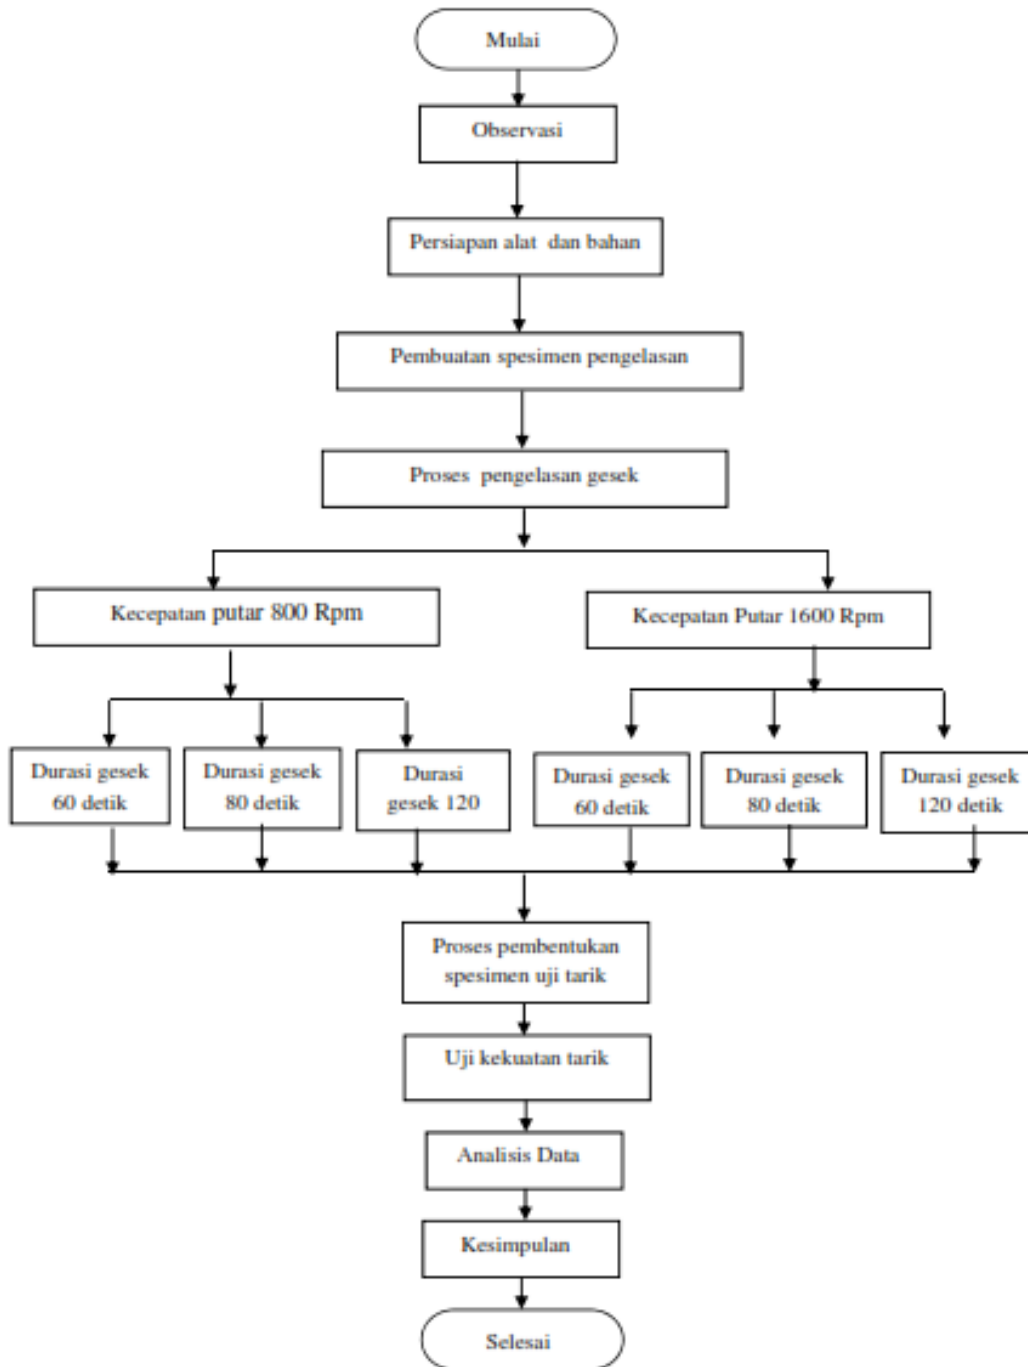 Mulai
Observasi
Persiapan alat dan bahan
Pembuatan spesimen pengelasan
Proses pengelasan gesek
Kecepatan putar 800 Rpm
Kecepatan Putar 1600 Rpm
Durasi gesek
60 detik
Durasi gesek
80 detik
Durasi
gesek 120
Durasi gesek
60 detik
Durasi gesek
80 detik
Durasi gesek
120 detik
Proses pembentukan
spesimen uji tarik
Uji kekuatan tarik
Analisis Data
Kesimpulan
Selesai